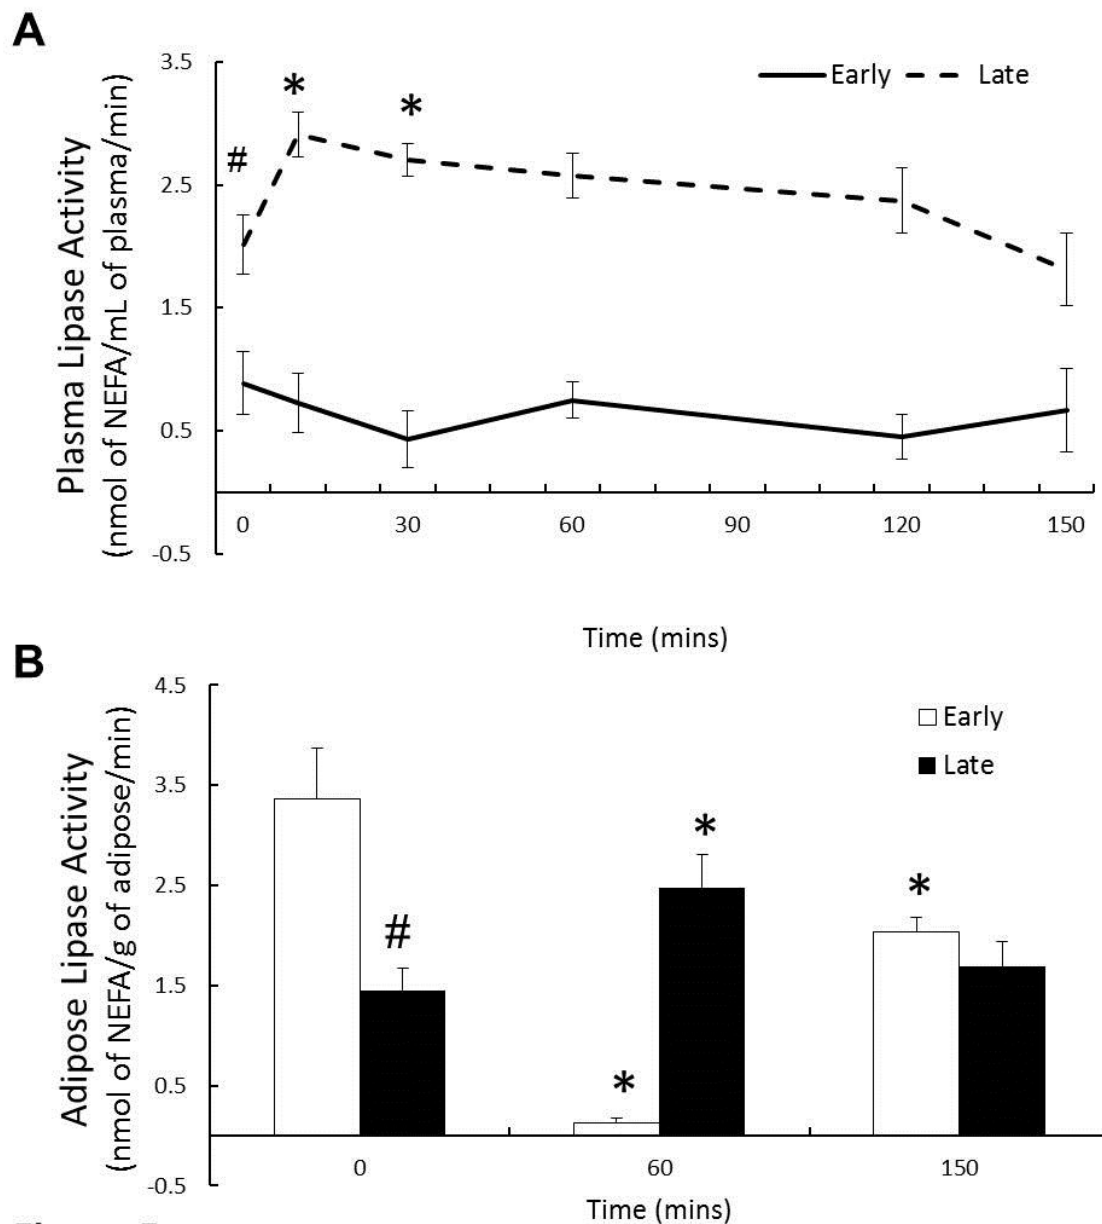 A
3.5
2.5
1.5
0.5
-0.5
Plasma Lipase Activity
(nmol of NEFA/mL of plasma/min)
Early
Late
#
*
*
0
30
60
90
120
150
Time (mins)
B
4.5
3.5
2.5
1.5
0.5
-0.5
Adipose Lipase Activity
(nmol of NEFA/g of adipose/min)
Early
Late
#
*
*
*
0
60
150
Time (mins)